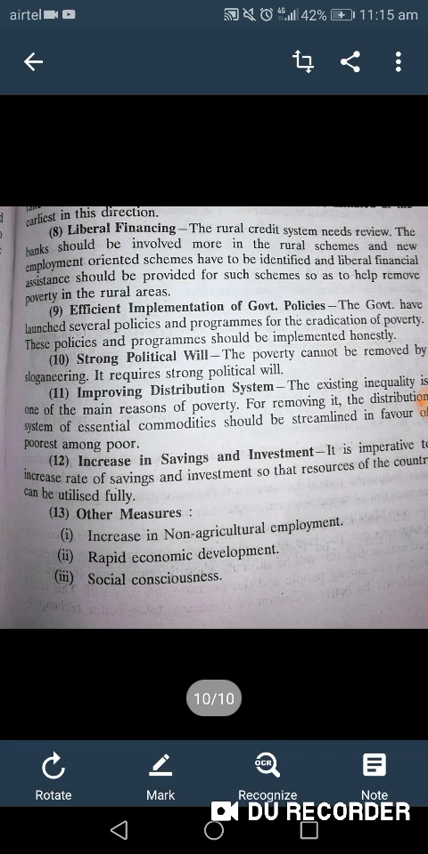 airtel 4G 42% 11:15 am
earliest in this direction.
(8) Liberal Financing–The rural credit system needs review. The
banks should be involved more in the rural schemes and new
employment oriented schemes have to be identified and liberal financial
assistance should be provided for such schemes so as to help remove
poverty in the rural areas.
(9) Efficient Implementation of Govt. Policies–The Govt. have
launched several policies and programmes for the eradication of poverty.
These policies and programmes should be implemented honestly.
(10) Strong Political Will–The poverty cannot be removed by
sloganeering. It requires strong political will.
(11) Improving Distribution System–The existing inequality is
one of the main reasons of poverty. For removing it, the distribution
system of essential commodities should be streamlined in favour of
poorest among poor.
(12) Increase in Savings and Investment–It is imperative to
increase rate of savings and investment so that resources of the countr
can be utilised fully.
(13) Other Measures :
(i) Increase in Non-agricultural employment.
(ii) Rapid economic development.
(iii) Social consciousness.
10/10
OCR
Rotate Mark Recognize Note
DU RECORDER